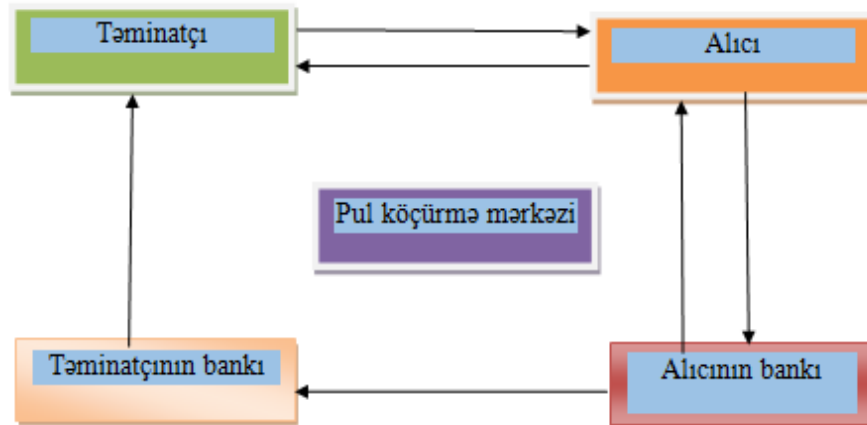 Təminatçı
Alıcı
Pul köçürmə mərkəzi
Təminatçının bankı
Alıcının bankı